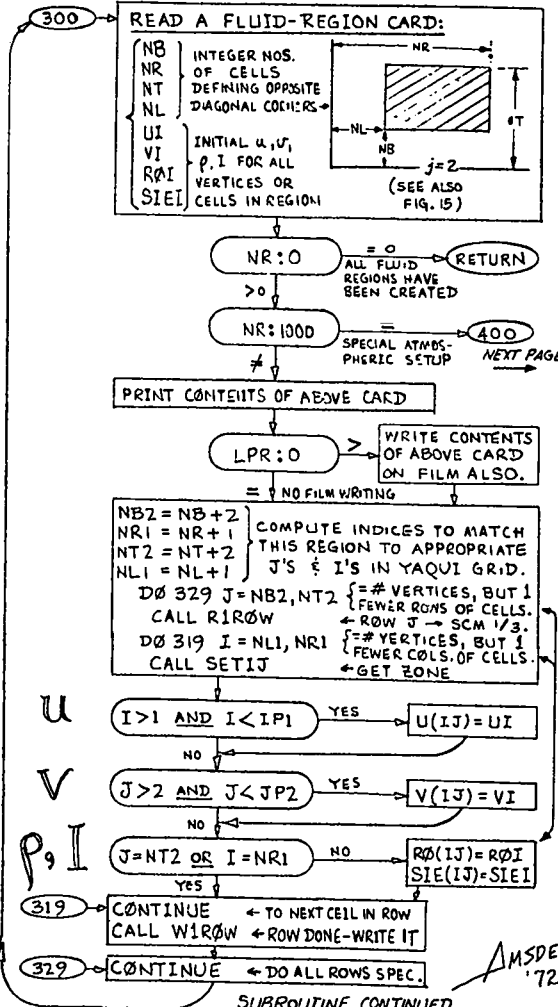 300
READ A FLUID-REGION CARD:
NB
NR
NT
NL
INTEGER NOS.
OF CELLS
DEFINING OPPOSITE
DIAGONAL CORNERS→
UI
VI
RØI
SIEI
INITIAL u, v,
ρ, I FOR ALL
VERTICES OR
CELLS IN REGION
NR
NL
NB
j=2
(SEE ALSO
FIG. 15)
NR:0
= 0
ALL FLUID
REGIONS HAVE
BEEN CREATED
RETURN
>0
NR:1000
=
SPECIAL ATMOS-
PHERIC SETUP
400
NEXT PAGE
≠
PRINT CONTENTS OF ABOVE CARD
LPR:0
>
WRITE CONTENTS
OF ABOVE CARD
ON FILM ALSO.
= NO FILM WRITING
NB2 = NB+2
NR1 = NR+1
NT2 = NT+2
NL1 = NL+1
COMPUTE INDICES TO MATCH
THIS REGION TO APPROPRIATE
J'S & I'S IN YAQUI GRID.
DØ 329 J=NB2,NT2 {=# VERTICES, BUT 1
FEWER ROWS OF CELLS.
CALL R1RØW ←RØW J → SCM 1/3.
DØ 319 I=NL1,NR1 {=# VERTICES, BUT 1
FEWER COLS. OF CELLS.
CALL SETIJ ←GET ZONE
u
I>1 AND I<IP1
YES
U(IJ)=UI
NO
V
J>2 AND J<JP2
YES
V(IJ)=VI
NO
ρ, I
J=NT2 OR I=NR1
NO
RØ(IJ)=RØI
SIE(IJ)=SIEI
YES
319
CØNTINUE ← TO NEXT CELL IN ROW
CALL W1RØW ← ROW DONE-WRITE IT
329
CØNTINUE ← DO ALL ROWS SPEC.
AMSDE
'72
SUBROUTINE CONTINUED